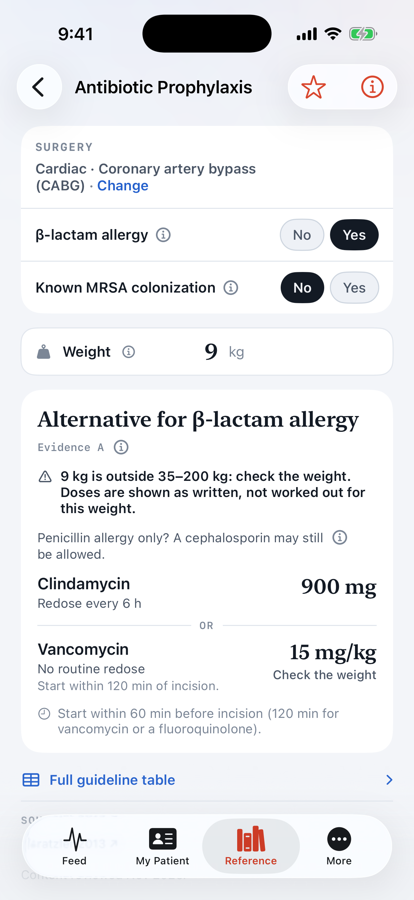 9:41
Antibiotic Prophylaxis
SURGERY
Cardiac · Coronary artery bypass
(CABG) · Change
β-lactam allergy
No
Yes
Known MRSA colonization
No
Yes
Weight
9 kg
Alternative for β-lactam allergy
Evidence A
9 kg is outside 35–200 kg: check the weight.
Doses are shown as written, not worked out for
this weight.
Penicillin allergy only? A cephalosporin may still
be allowed.
Clindamycin
900 mg
Redose every 6 h
OR
Vancomycin
15 mg/kg
No routine redose
Check the weight
Start within 120 min of incision.
Start within 60 min before incision (120 min for
vancomycin or a fluoroquinolone).
Full guideline table
Feed
My Patient
Reference
More